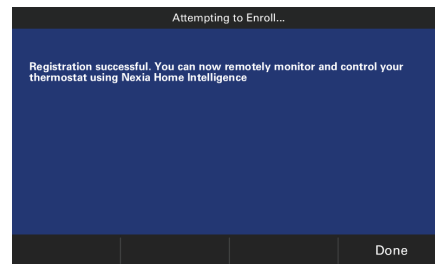 Attempting to Enroll...
Registration successful. You can now remotely monitor and control your
thermostat using Nexia Home Intelligence
Done